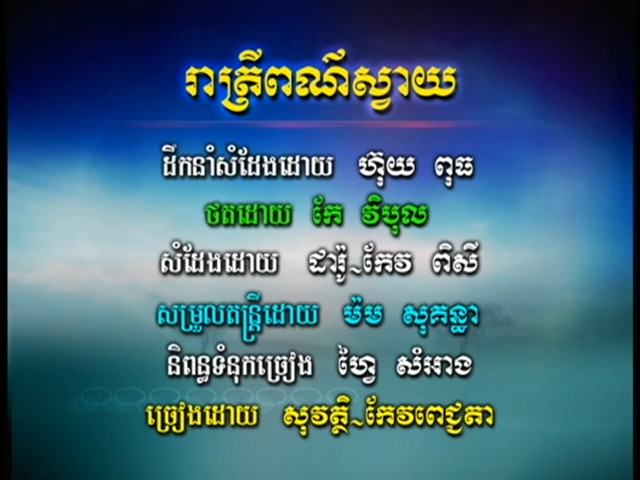 រាត្រីពណ៌ស្វាយ
ដឹកនាំសំដែងដោយ ហ៊ុយ ពុធ
ថតដោយ កែ វិបុល
សំដែងដោយ ដារ៉ូ~កែវ ពិសី
សម្រួលតន្ត្រីដោយ ម៉ម សុគន្ឋា
និពន្ធទំនុកច្រៀង ហ្វៃ សំអាង
ច្រៀងដោយ សុវត្ថិ~កែវពេជ្ជតា